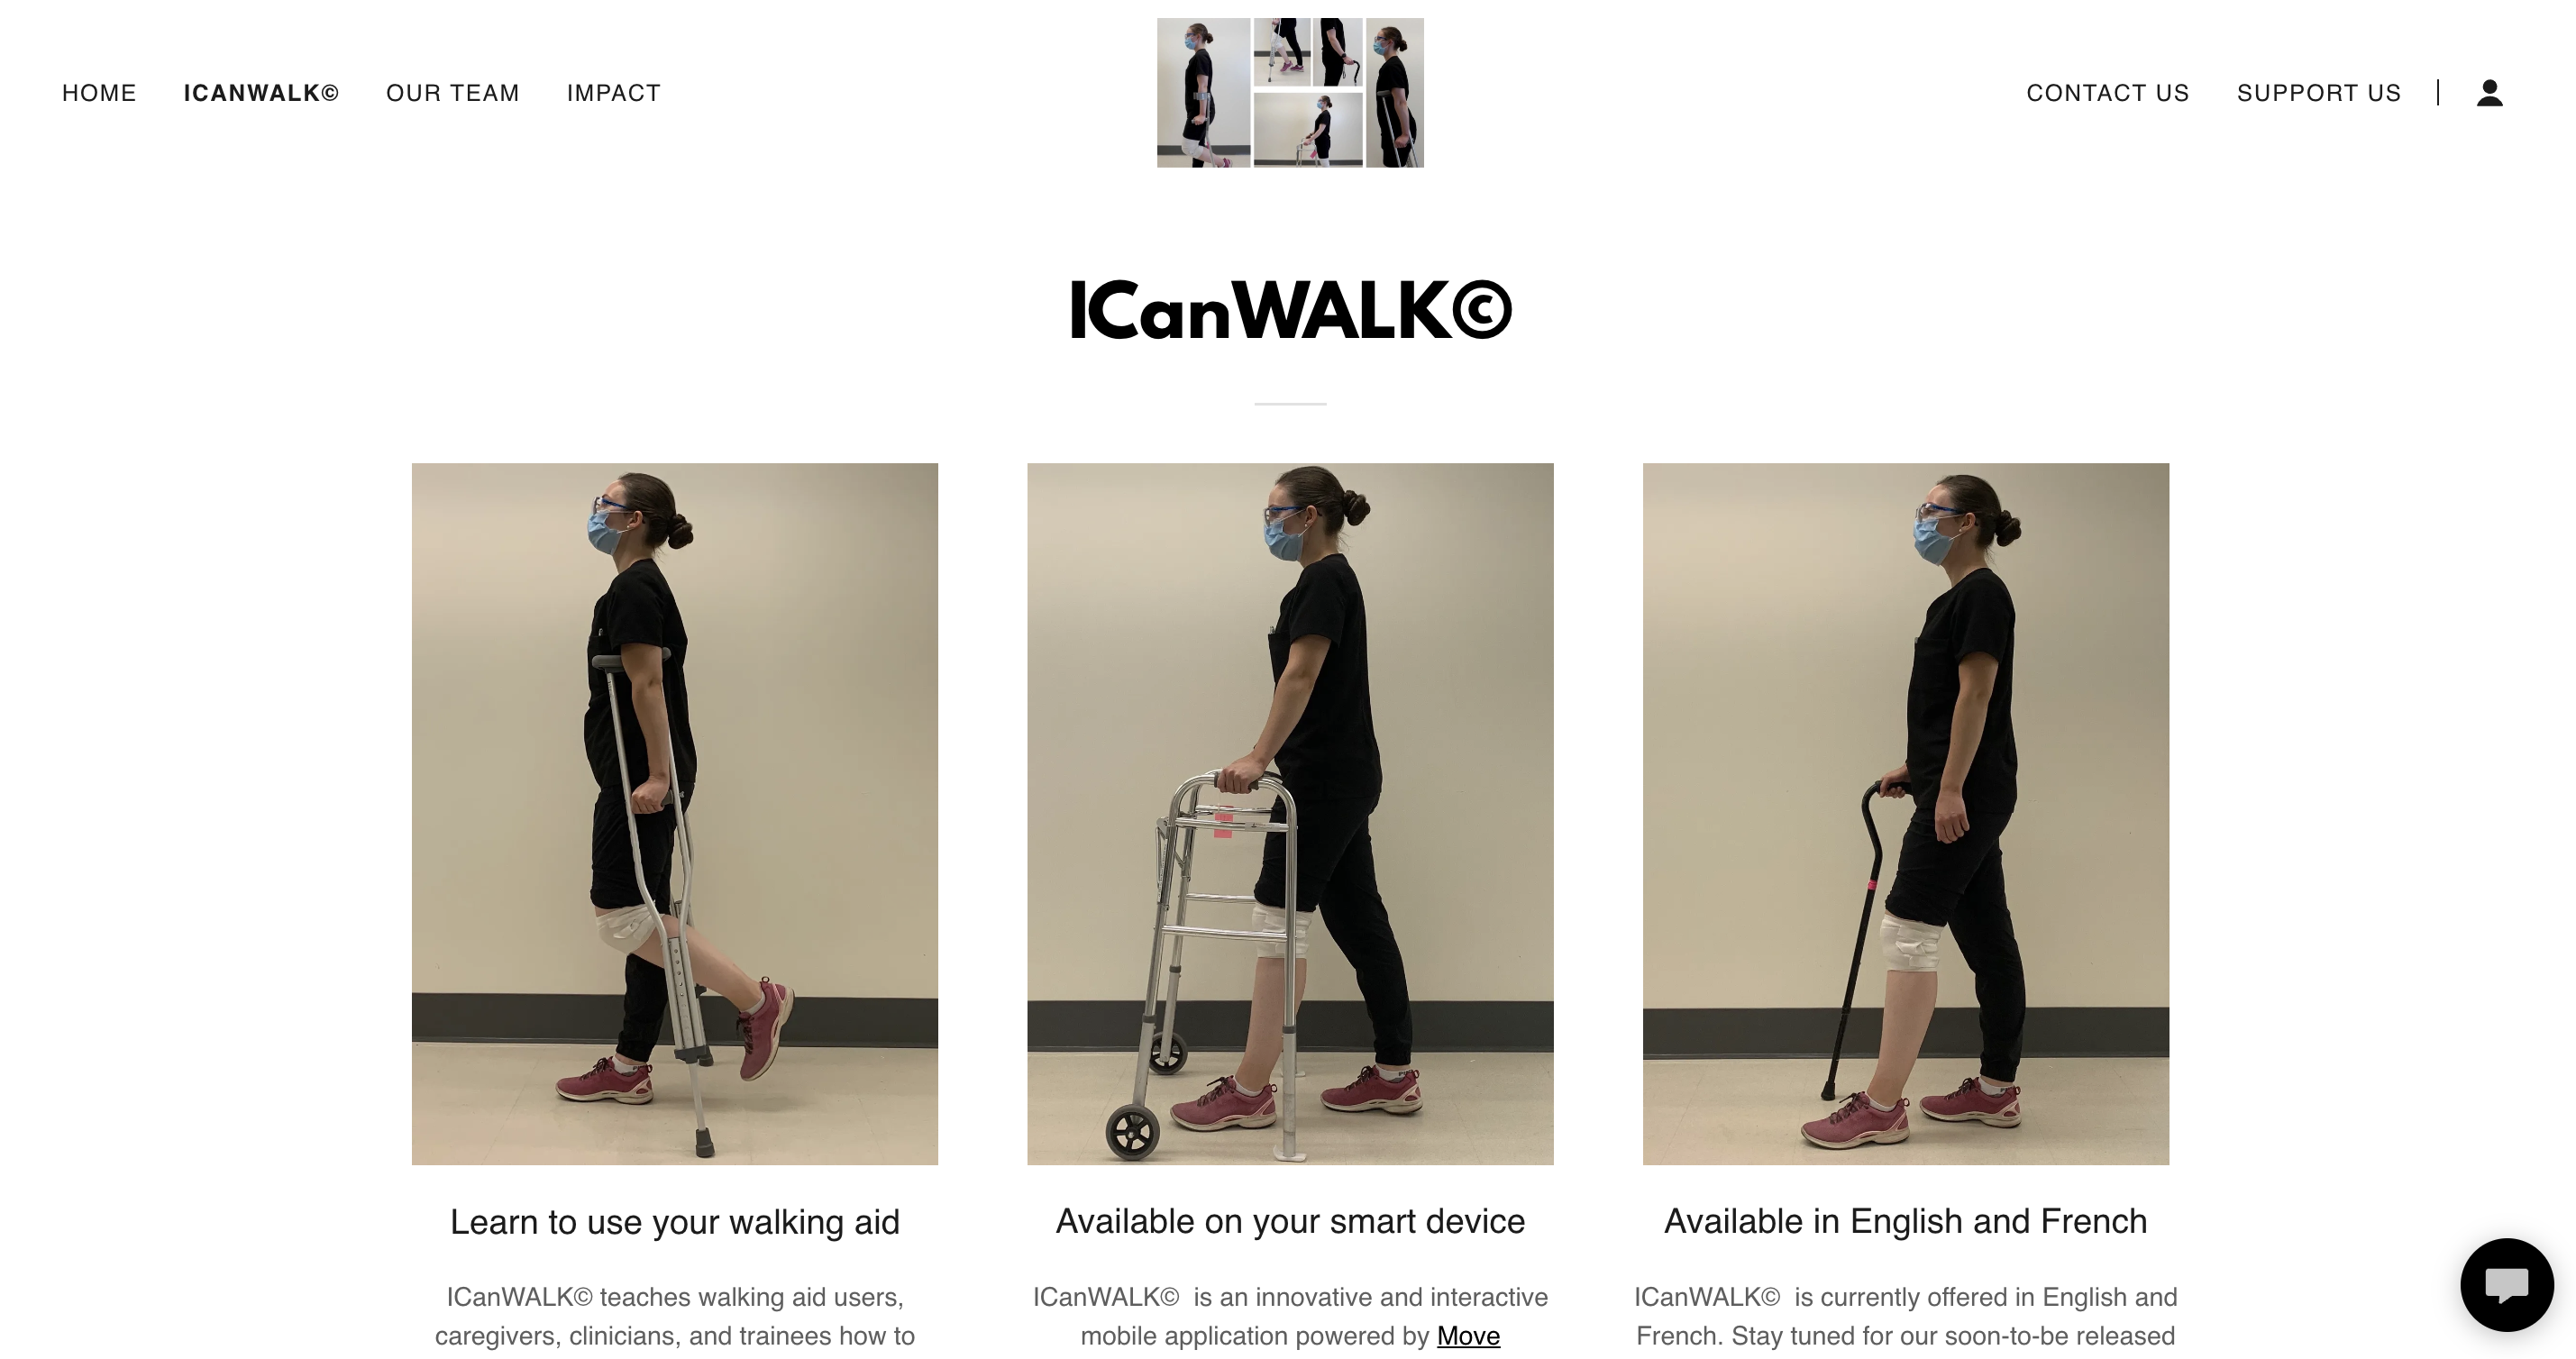 HOME ICANWALK© OUR TEAM IMPACT CONTACT US SUPPORT US
ICanWALK©
Learn to use your walking aid
ICanWALK© teaches walking aid users,
caregivers, clinicians, and trainees how to
Available on your smart device
ICanWALK© is an innovative and interactive
mobile application powered by Move
Available in English and French
ICanWALK© is currently offered in English and
French. Stay tuned for our soon-to-be released